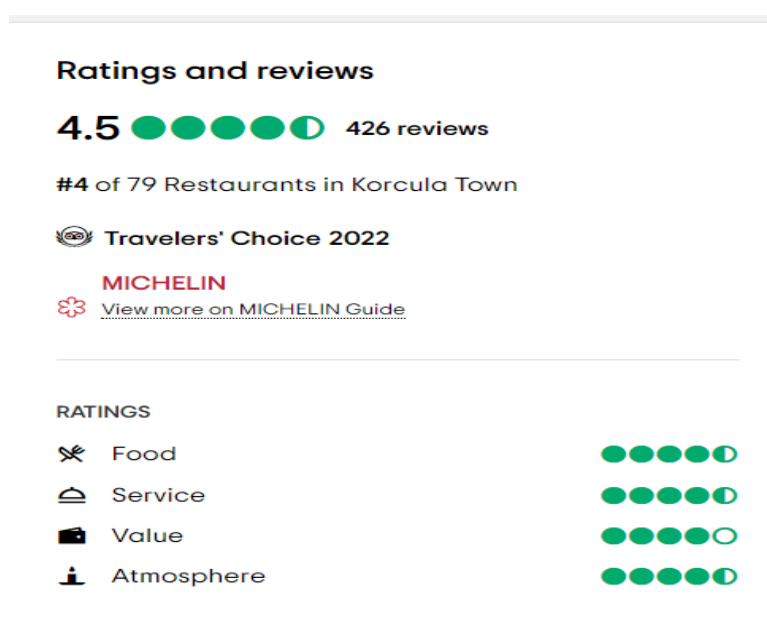 Ratings and reviews
4.5 426 reviews
#4 of 79 Restaurants in Korcula Town
Travelers' Choice 2022
MICHELIN
View more on MICHELIN Guide
RATINGS
Food
Service
Value
Atmosphere